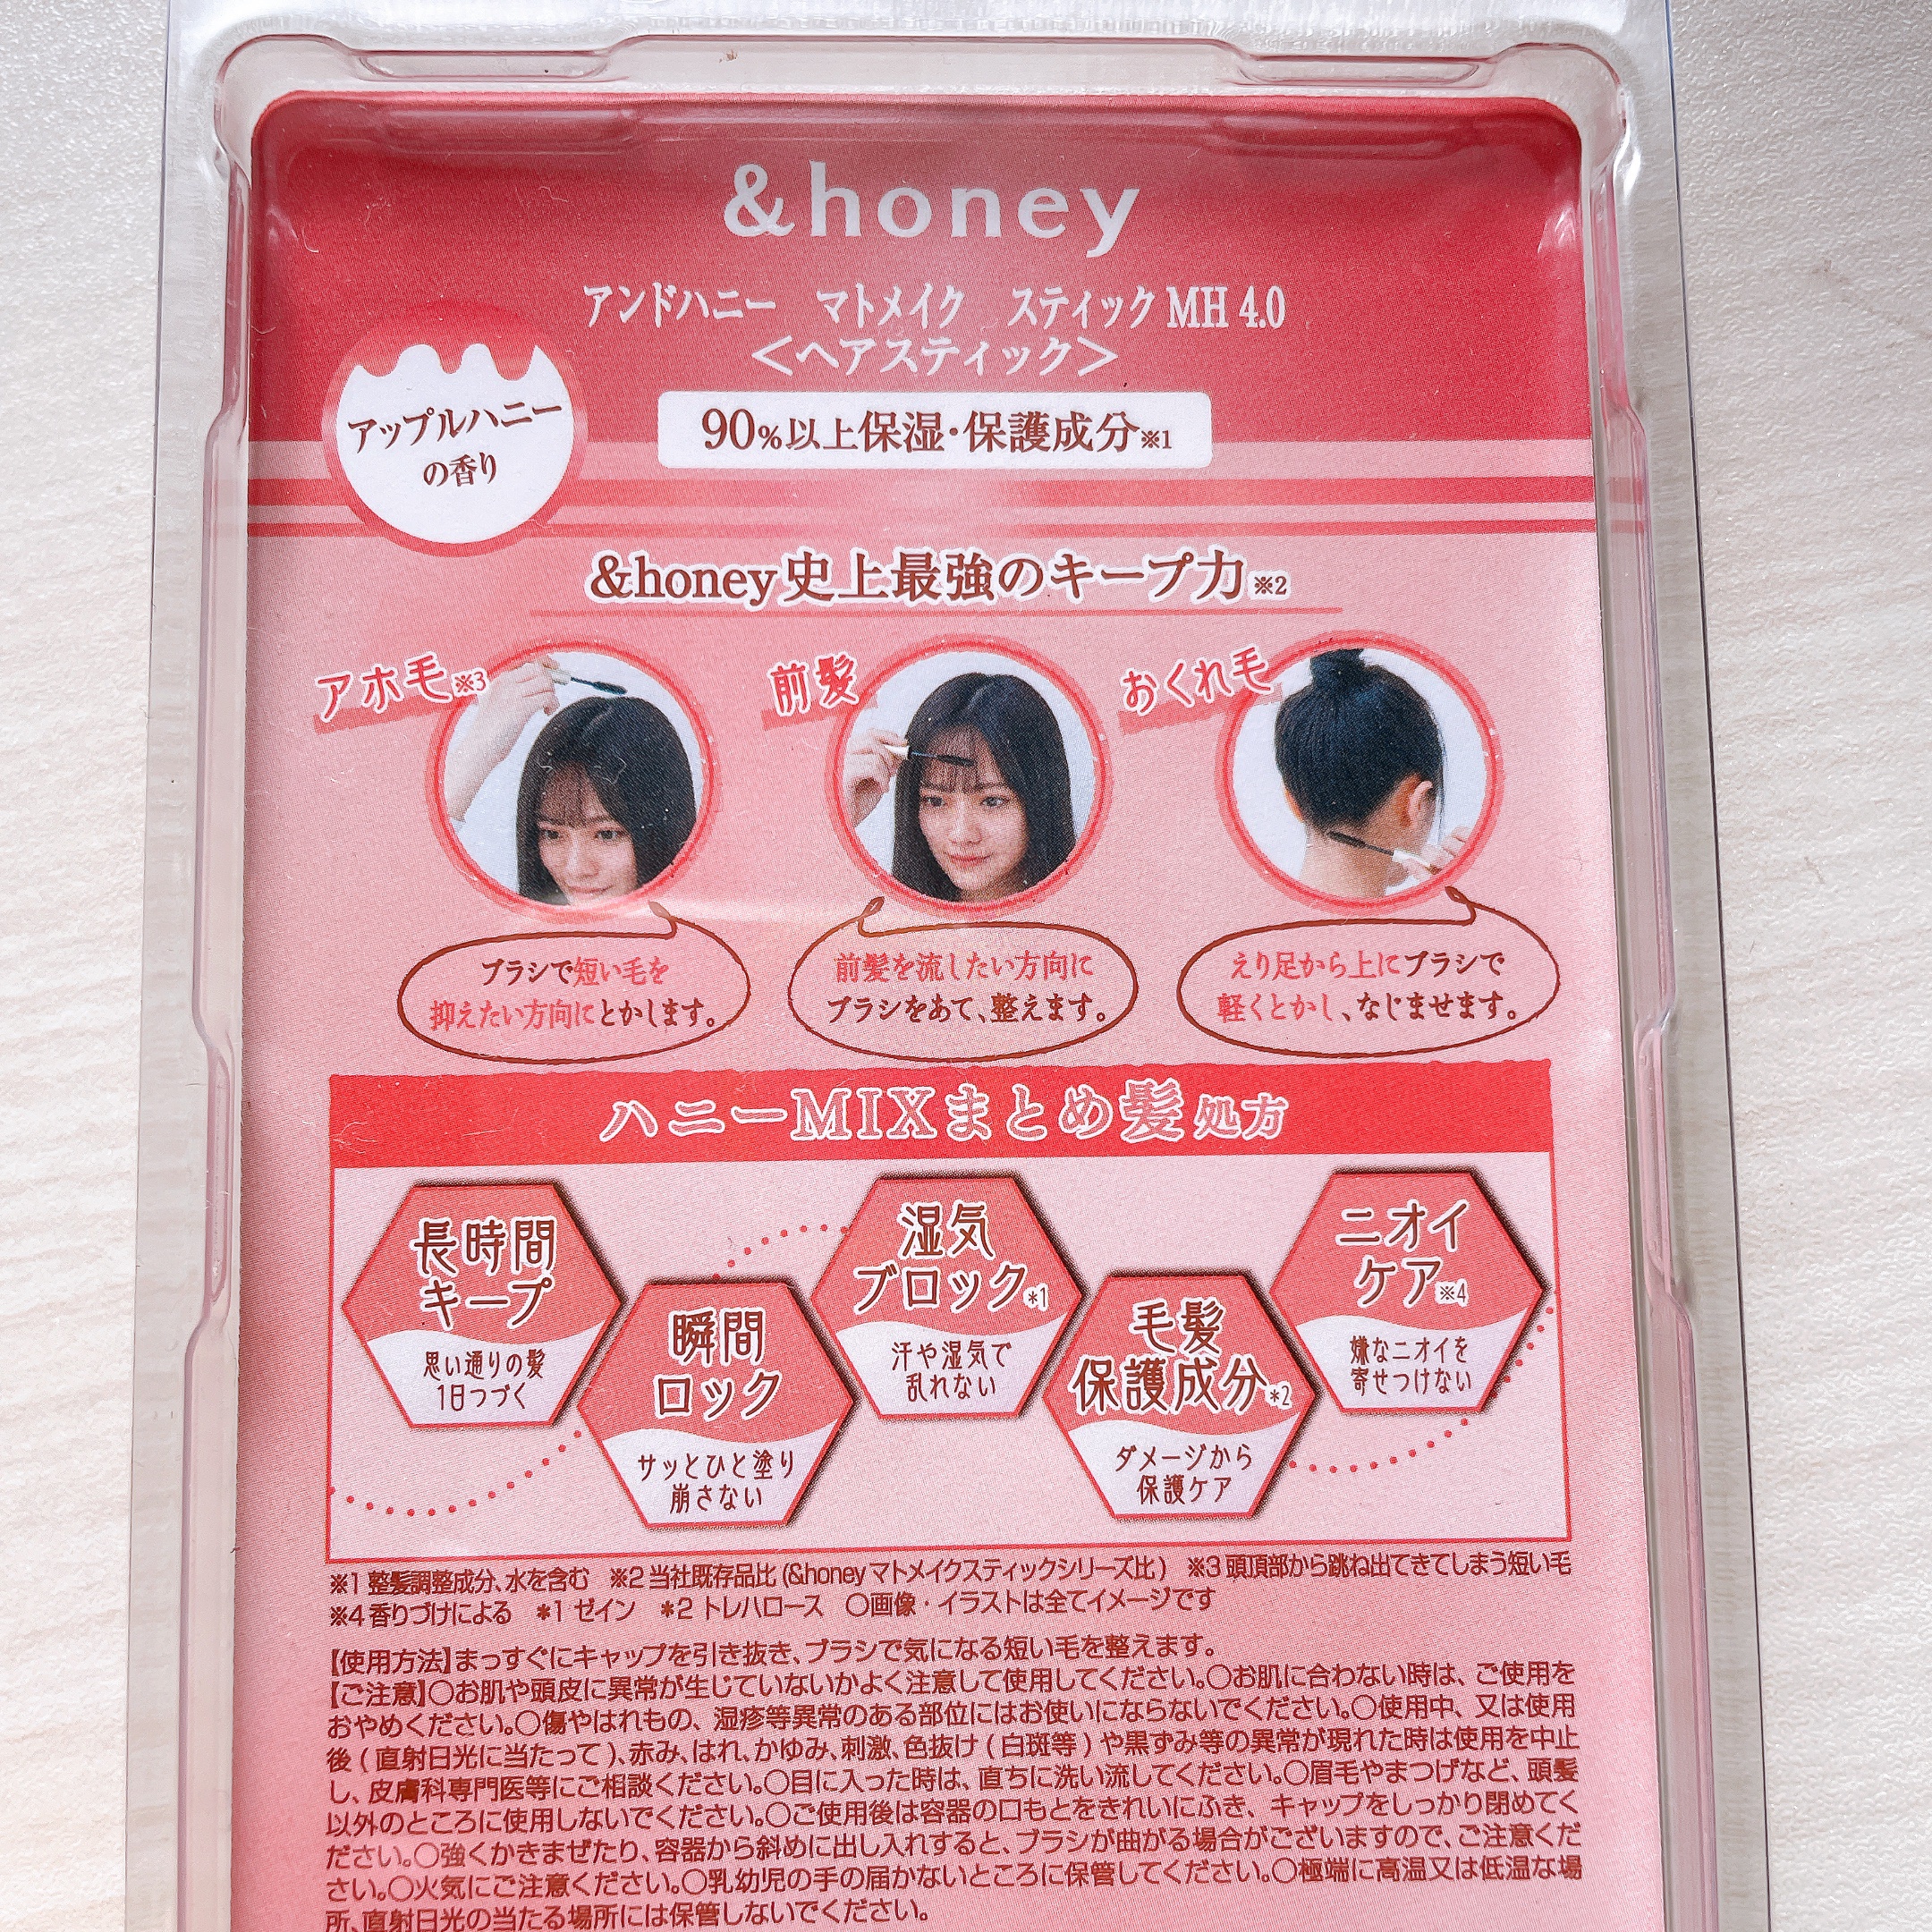 &honey
アンドハニー　マトメイク　スティック MH 4.0
＜ヘアスティック＞
アップルハニー
の香り
90%以上保湿・保護成分※1
&honey史上最強のキープ力※2
アホ毛※3
前髪
おくれ毛
ブラシで短い毛を
抑えたい方向にとかします。
前髪を流したい方向に
ブラシをあて、整えます。
えり足から上にブラシで
軽くとかし、なじませます。
ハニーMIXまとめ髪処方
長時間
キープ
思い通りの髪
1日つづく
瞬間
ロック
サッとひと塗り
崩さない
湿気
ブロック*1
汗や湿気で
乱れない
毛髪
保護成分*2
ダメージから
保護ケア
ニオイ
ケア※4
嫌なニオイを
寄せつけない
※1 整髪調整成分、水を含む　※2 当社既存品比 (&honey マトメイクスティックシリーズ比)　※3 頭頂部から跳ね出てきてしまう短い毛
※4 香りづけによる　*1 ゼイン　*2 トレハロース　○画像・イラストは全てイメージです
【使用方法】まっすぐにキャップを引き抜き、ブラシで気になる短い毛を整えます。
【ご注意】○お肌や頭皮に異常が生じていないかよく注意して使用してください。○お肌に合わない時は、ご使用を
おやめください。○傷やはれもの、湿疹等異常のある部位にはお使いにならないでください。○使用中、又は使用
後 ( 直射日光に当たって )、赤み、はれ、かゆみ、刺激、色抜け ( 白斑等 ) や黒ずみ等の異常が現れた時は使用を中止
し、皮膚科専門医等にご相談ください。○目に入った時は、直ちに洗い流してください。○眉毛やまつげなど、頭髪
以外のところに使用しないでください。○ご使用後は容器の口もとをきれいにふき、キャップをしっかり閉めてく
ださい。○強くかきまぜたり、容器から斜めに出し入れすると、ブラシが曲がる場合がございますので、ご注意くだ
さい。○火気にご注意ください。○乳幼児の手の届かないところに保管してください。○極端に高温又は低温な場
所、直射日光の当たる場所には保管しないでください。